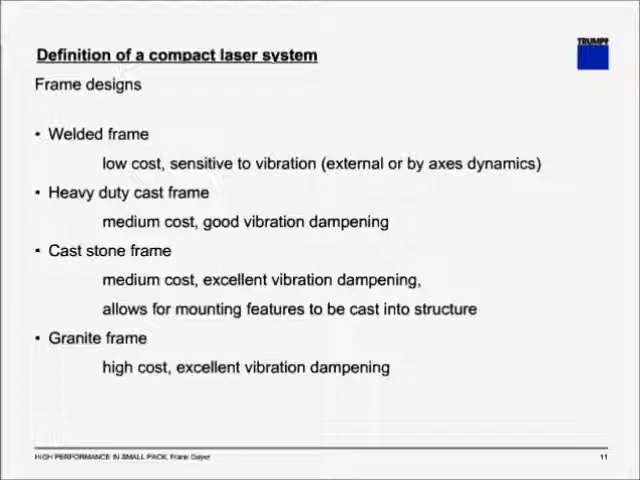 Definition of a compact laser system
TRUMPF
Frame designs
• Welded frame
low cost, sensitive to vibration (external or by axes dynamics)
• Heavy duty cast frame
medium cost, good vibration dampening
• Cast stone frame
medium cost, excellent vibration dampening,
allows for mounting features to be cast into structure
• Granite frame
high cost, excellent vibration dampening
HIGH PERFORMANCE IN SMALL PACK, Frank Geyer
11